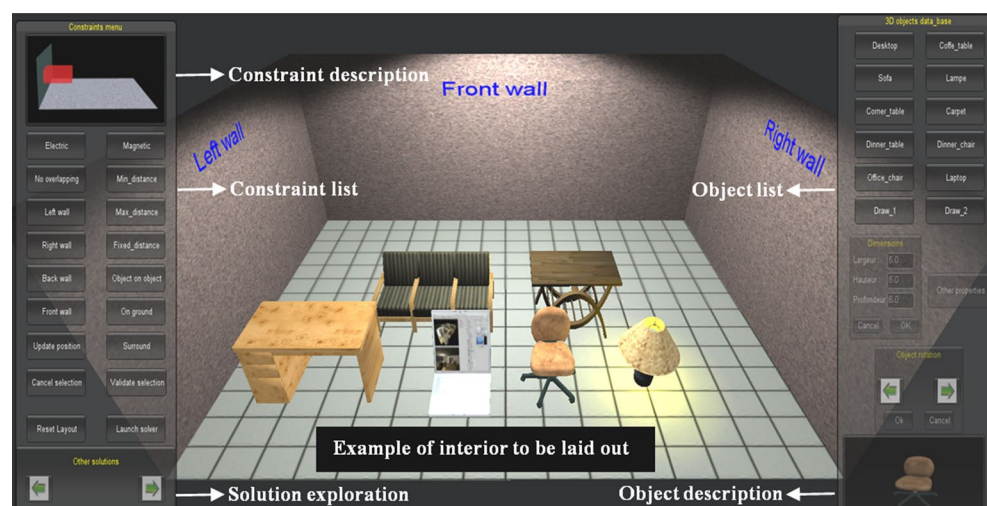 Constraints menu
Constraint description
Electric Magnetic
No overlapping Min_distance
Constraint list
Left wall Max_distance
Right wall Fixed_distance
Back wall Object on object
Front wall On ground
Update position Surround
Cancel selection Validate selection
Reset Layout Launch solver
Other solutions
Solution exploration
Front wall
Left wall
Right wall
Example of interior to be laid out
3D objects data_base
Desktop Coffe_table
Sofa Lampe
Corner_table Carpet
Dinner_table Dinner_chair
Object list
Office_chair Laptop
Draw_1 Draw_2
Dimensions
Largeur : 6.0
Hauteur : 6.0
Profondeur 6.0
Other properties
Cancel OK
Object rotation
Ok Cancel
Object description